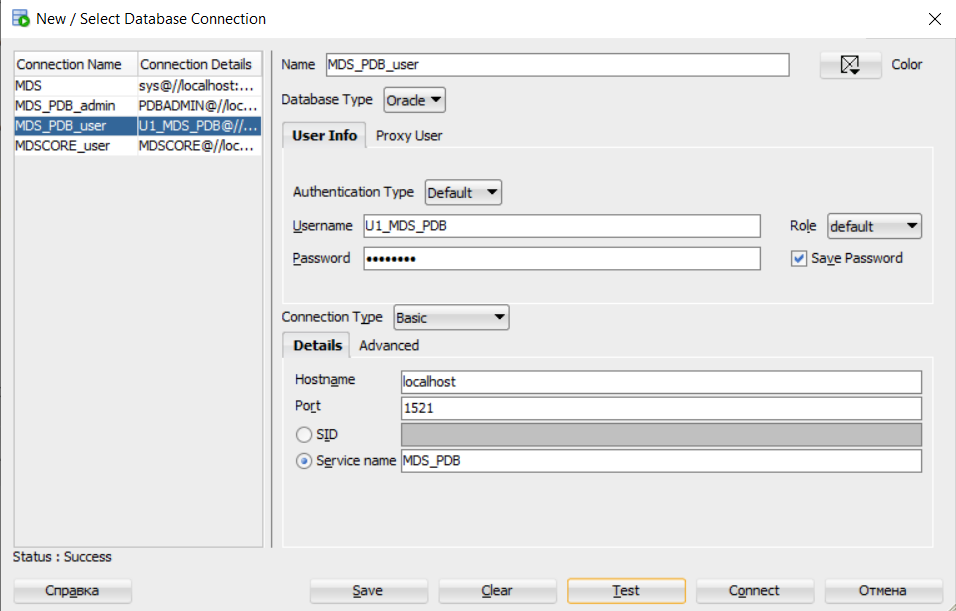 New / Select Database Connection
Connection Name Connection Details
MDS sys@//localhost:...
MDS_PDB_admin PDBADMIN@//loc...
MDS_PDB_user U1_MDS_PDB@//...
MDSCORE_user MDSCORE@//loc...
Name MDS_PDB_user Color
Database Type Oracle
User Info Proxy User
Authentication Type Default
Username U1_MDS_PDB Role default
Password •••••••• Save Password
Connection Type Basic
Details Advanced
Hostname localhost
Port 1521
SID
Service name MDS_PDB
Status : Success
Справка Save Clear Test Connect Отмена